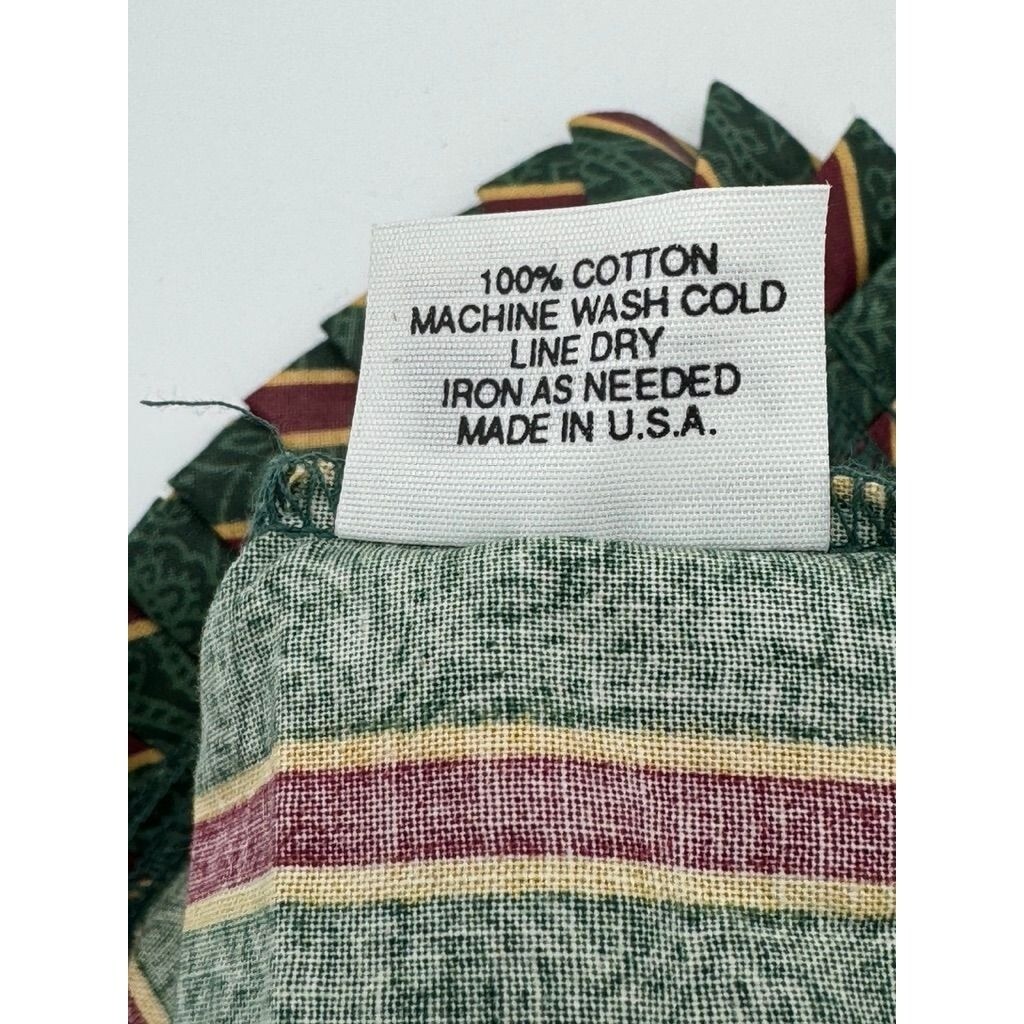 100% COTTON
MACHINE WASH COLD
LINE DRY
IRON AS NEEDED
MADE IN U.S.A.